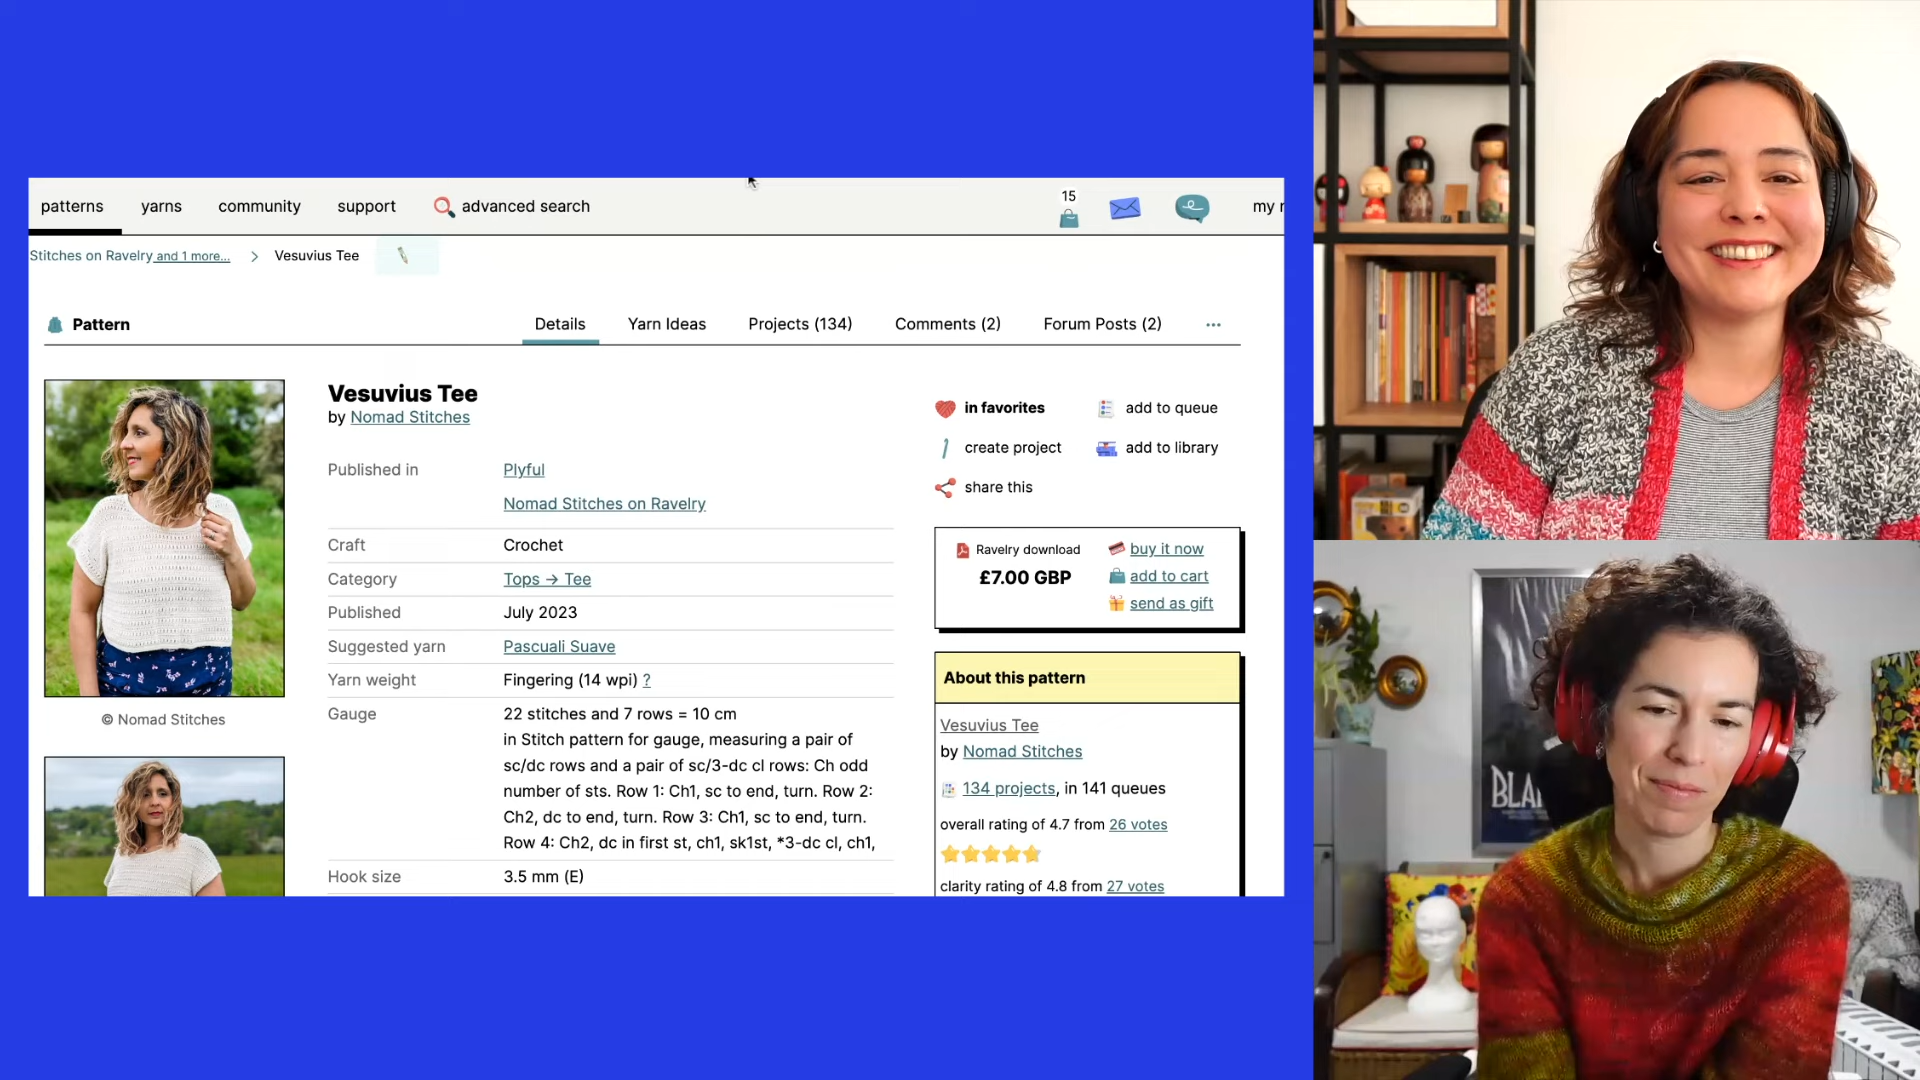 patterns yarns community support advanced search 15 my
Stitches on Ravelry and 1 more... > Vesuvius Tee
Pattern Details Yarn Ideas Projects (134) Comments (2) Forum Posts (2) ...
Vesuvius Tee
by Nomad Stitches
Published in Plyful
Nomad Stitches on Ravelry
Craft Crochet
Category Tops → Tee
Published July 2023
Suggested yarn Pascuali Suave
Yarn weight Fingering (14 wpi) ?
Gauge 22 stitches and 7 rows = 10 cm
in Stitch pattern for gauge, measuring a pair of
sc/dc rows and a pair of sc/3-dc cl rows: Ch odd
number of sts. Row 1: Ch1, sc to end, turn. Row 2:
Ch2, dc to end, turn. Row 3: Ch1, sc to end, turn.
Row 4: Ch2, dc in first st, ch1, sk1st, *3-dc cl, ch1,
Hook size 3.5 mm (E)
© Nomad Stitches
in favorites add to queue
create project add to library
share this
Ravelry download
£7.00 GBP
buy it now
add to cart
send as gift
About this pattern
Vesuvius Tee
by Nomad Stitches
134 projects, in 141 queues
overall rating of 4.7 from 26 votes
clarity rating of 4.8 from 27 votes
BLA